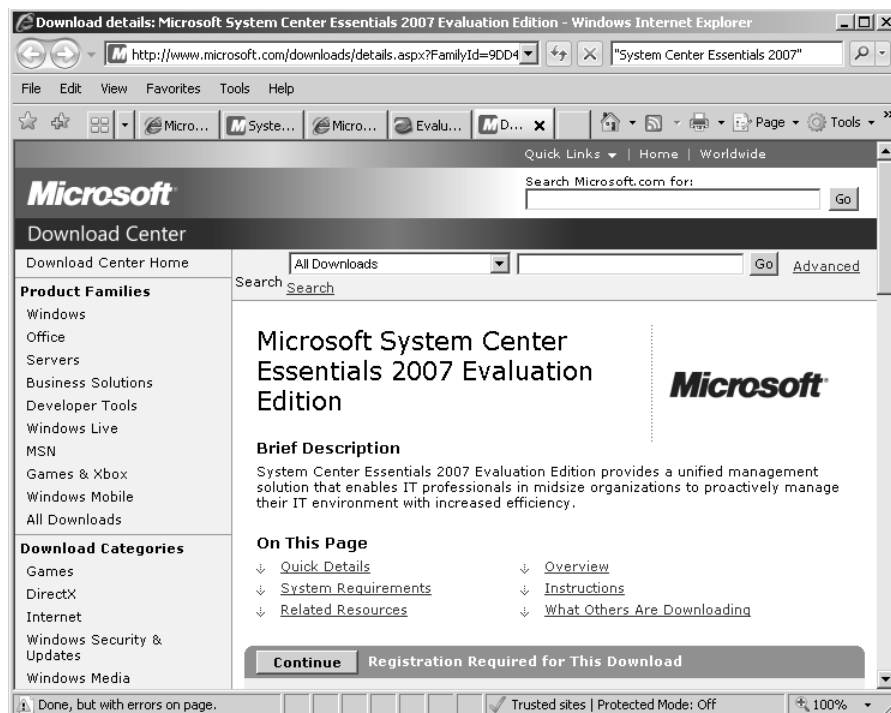 Download details: Microsoft System Center Essentials 2007 Evaluation Edition - Windows Internet Explorer
http://www.microsoft.com/downloads/details.aspx?FamilyId=9DD4
"System Center Essentials 2007"
File Edit View Favorites Tools Help
Micro... Syste... Micro... Evalu... D... Page Tools
Quick Links | Home | Worldwide
Microsoft
Search Microsoft.com for:
Go
Download Center
Download Center Home
All Downloads
Go
Advanced
Search
Search
Product Families
Windows
Office
Servers
Business Solutions
Developer Tools
Windows Live
MSN
Games & Xbox
Windows Mobile
All Downloads
Download Categories
Games
DirectX
Internet
Windows Security &
Updates
Windows Media
Microsoft System Center
Essentials 2007 Evaluation
Edition
Microsoft
Brief Description
System Center Essentials 2007 Evaluation Edition provides a unified management
solution that enables IT professionals in midsize organizations to proactively manage
their IT environment with increased efficiency.
On This Page
Quick Details
Overview
System Requirements
Instructions
Related Resources
What Others Are Downloading
Continue Registration Required for This Download
Done, but with errors on page.
Trusted sites | Protected Mode: Off
100%